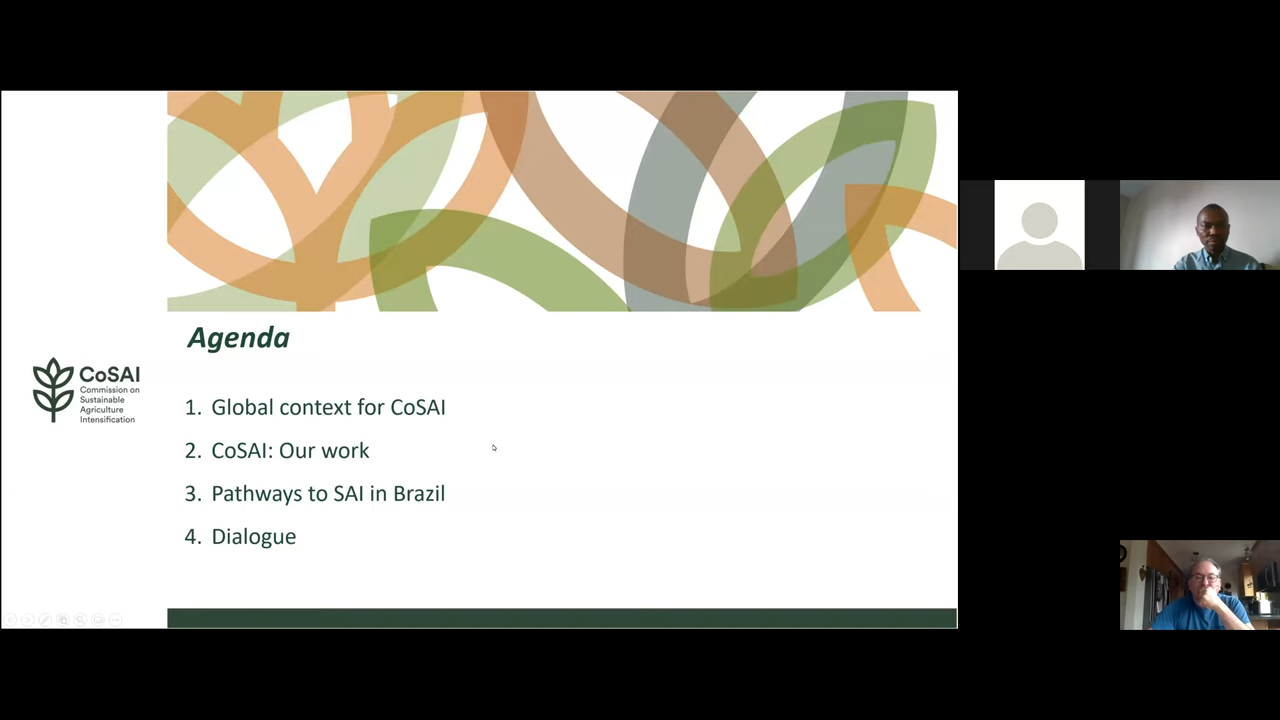 Agenda
CoSAI
Commission on
Sustainable
Agriculture
Intensification
1. Global context for CoSAI
2. CoSAI: Our work
3. Pathways to SAI in Brazil
4. Dialogue